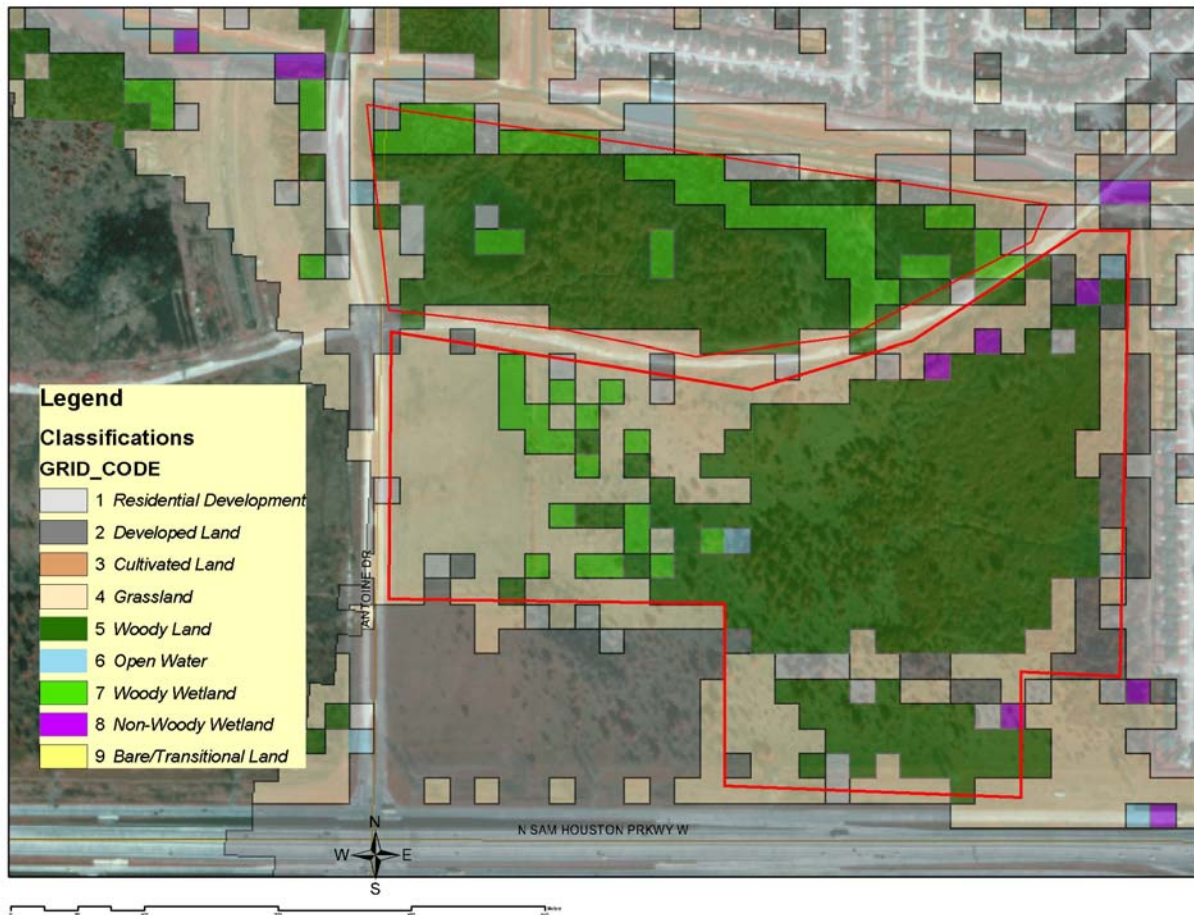 Legend
Classifications
GRID_CODE
1 Residential Development
2 Developed Land
3 Cultivated Land
4 Grassland
5 Woody Land
6 Open Water
7 Woody Wetland
8 Non-Woody Wetland
9 Bare/Transitional Land
ANTOINE DR
N SAM HOUSTON PRKWY W
N
W E
S